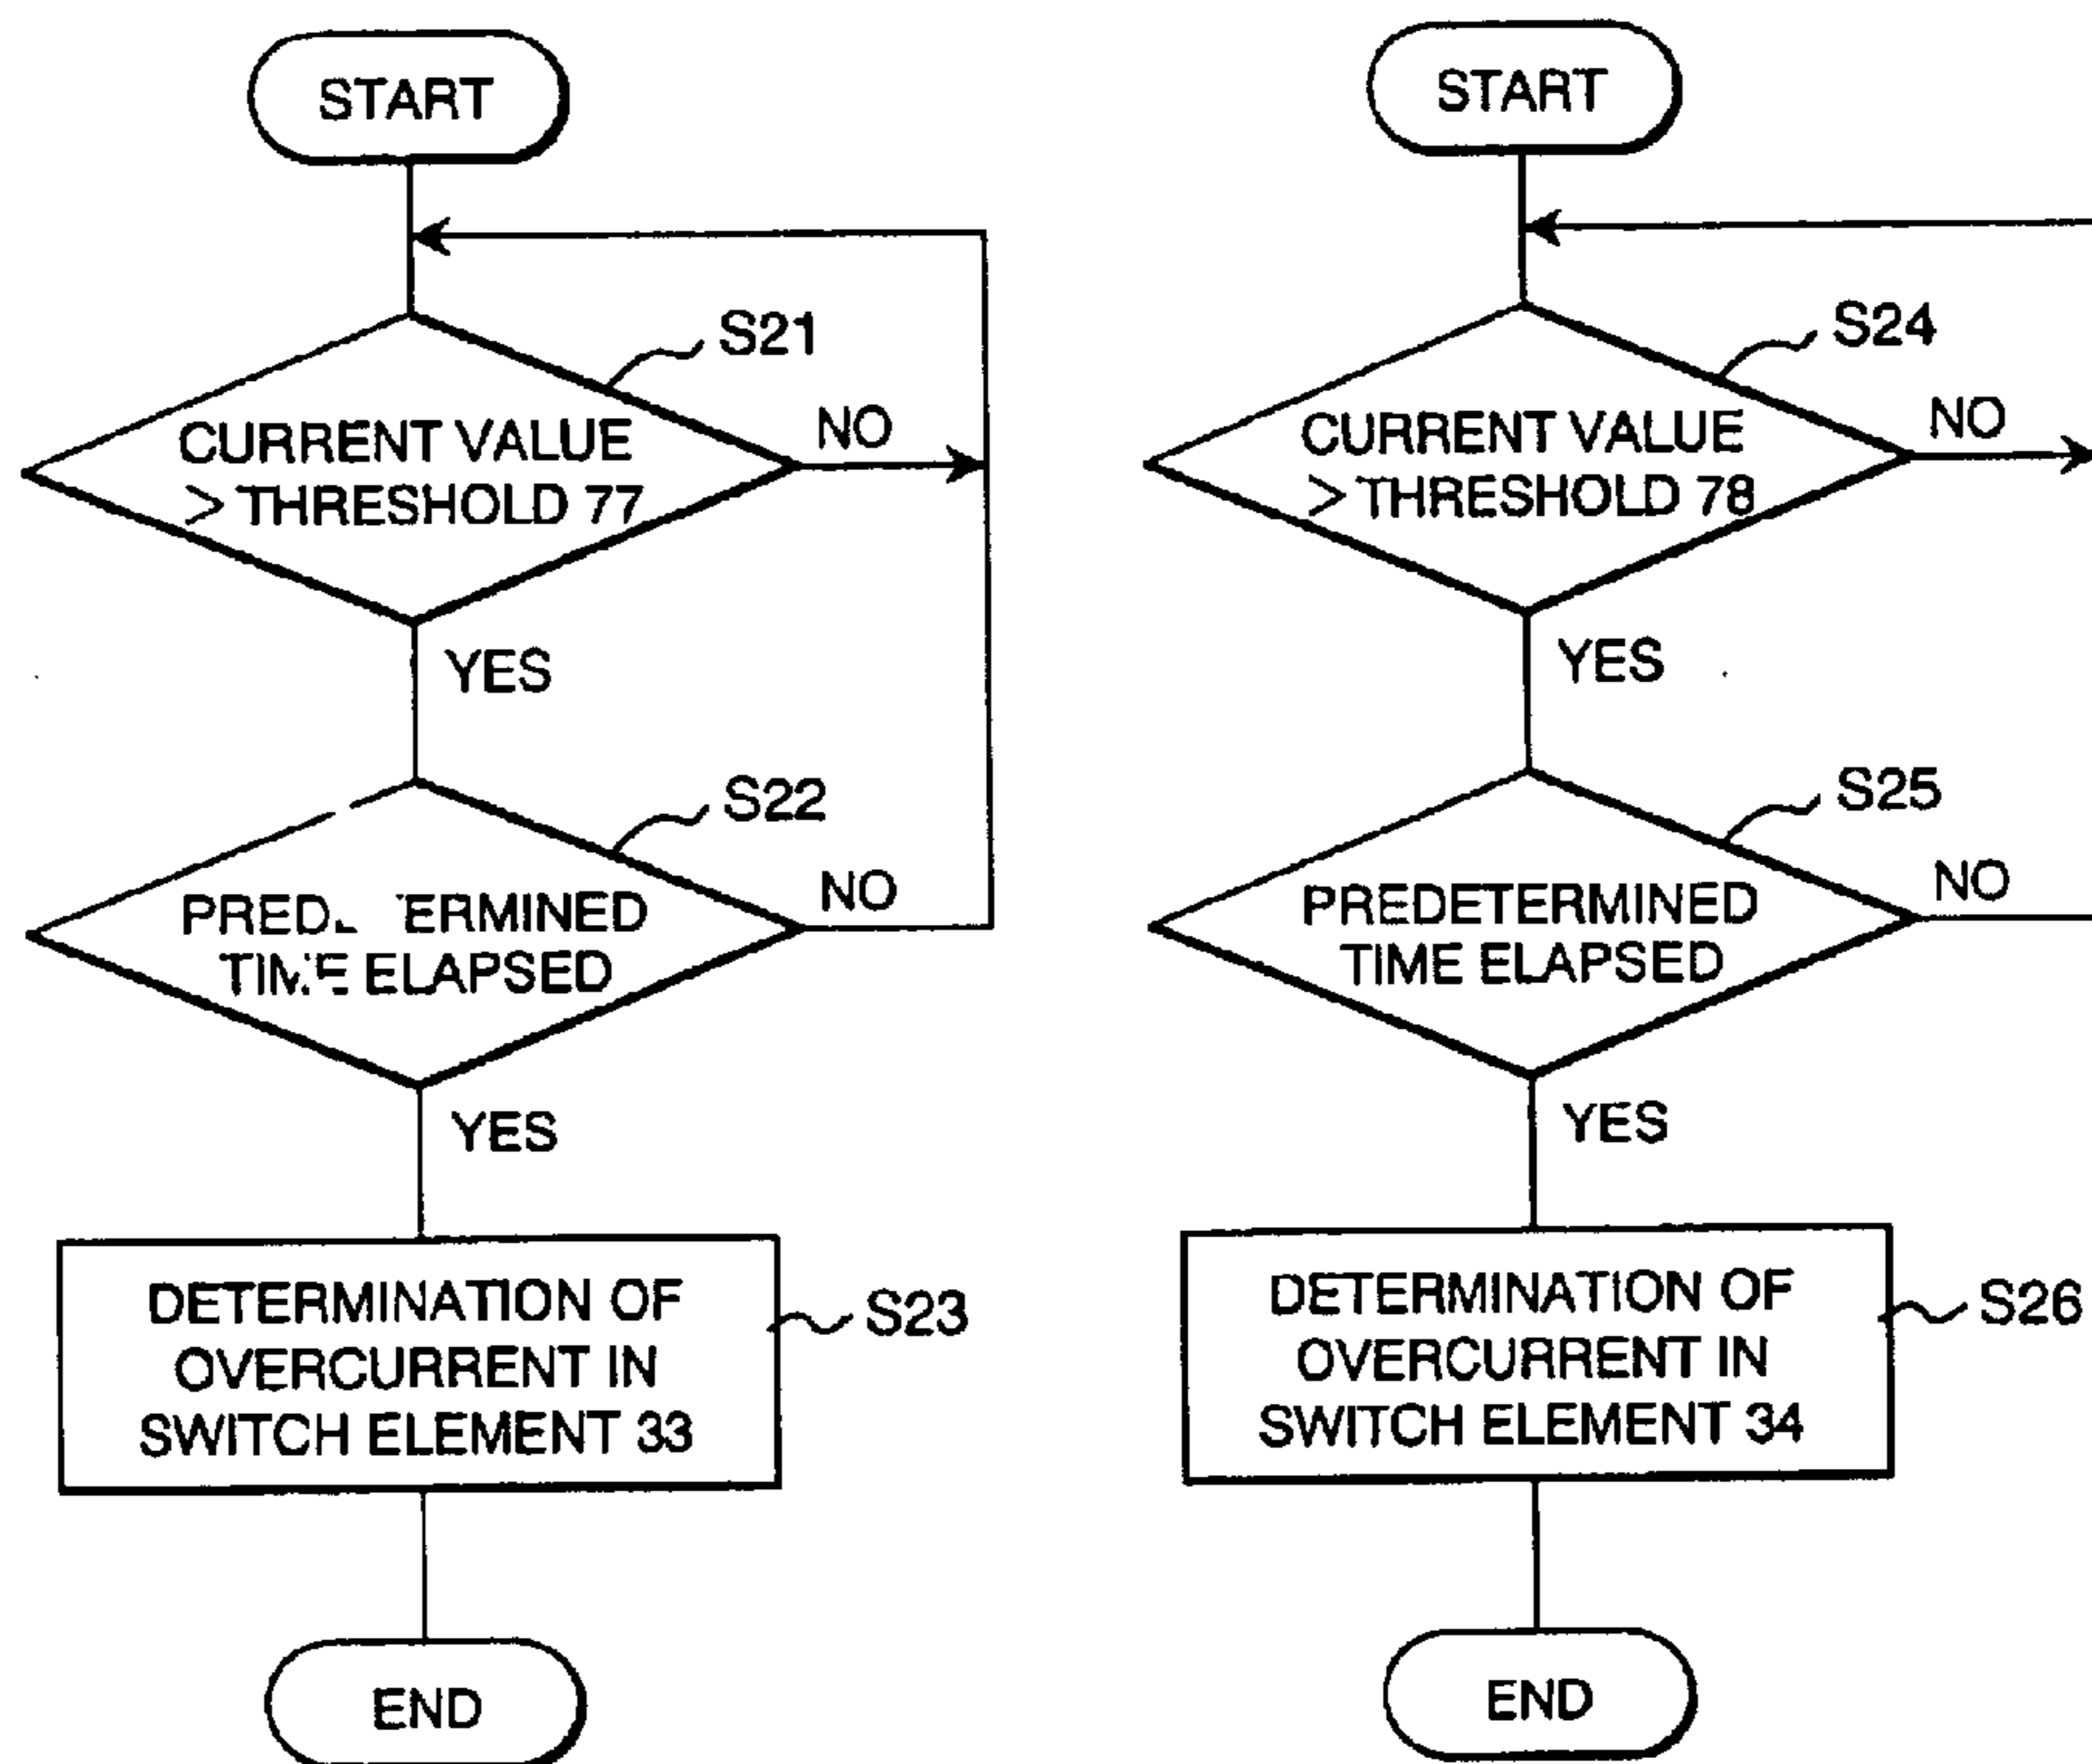 START
S21
CURRENT VALUE
> THRESHOLD 77
NO
YES
S22
TIME ELAPSED
NO
YES
DETERMINATION OF
OVERCURRENT IN
SWITCH ELEMENT 33
S23
END
START
S24
CURRENT VALUE
> THRESHOLD 78
NO
YES
S25
PREDETERMINED
TIME ELAPSED
NO
YES
DETERMINATION OF
OVERCURRENT IN
SWITCH ELEMENT 34
S26
END